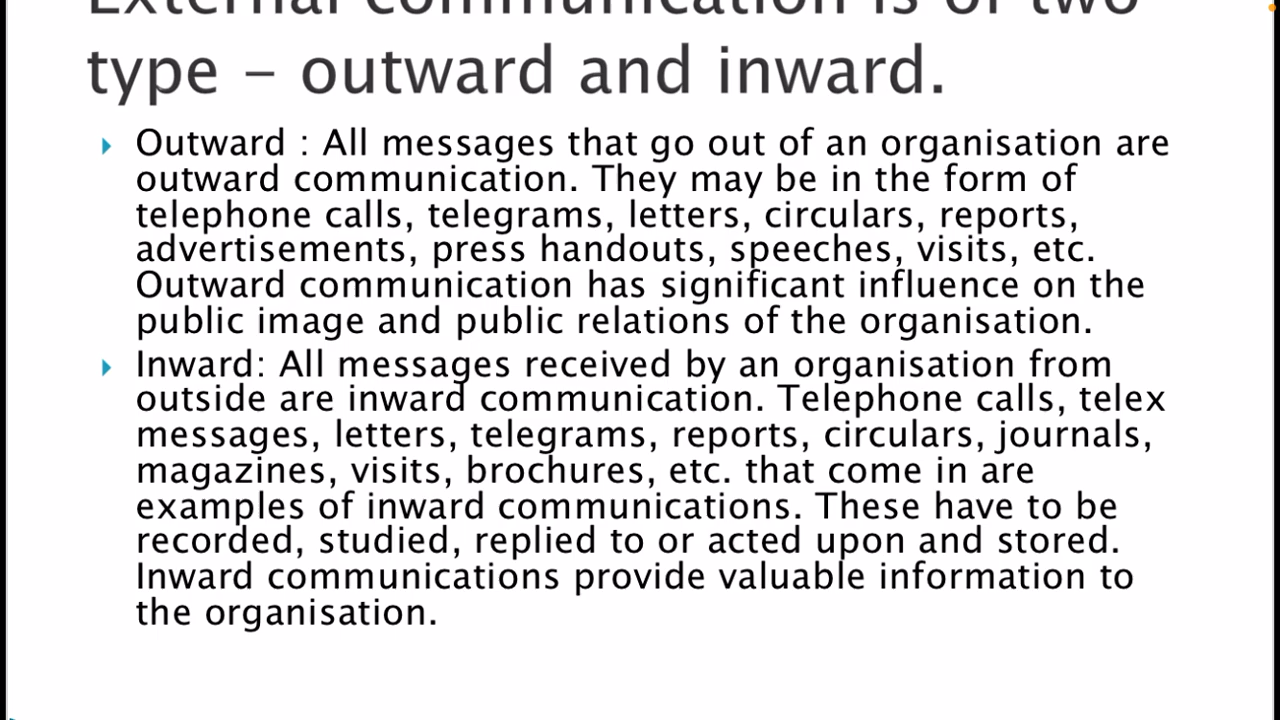 External communication is of two
type – outward and inward.
Outward : All messages that go out of an organisation are
outward communication. They may be in the form of
telephone calls, telegrams, letters, circulars, reports,
advertisements, press handouts, speeches, visits, etc.
Outward communication has significant influence on the
public image and public relations of the organisation.
Inward: All messages received by an organisation from
outside are inward communication. Telephone calls, telex
messages, letters, telegrams, reports, circulars, journals,
magazines, visits, brochures, etc. that come in are
examples of inward communications. These have to be
recorded, studied, replied to or acted upon and stored.
Inward communications provide valuable information to
the organisation.